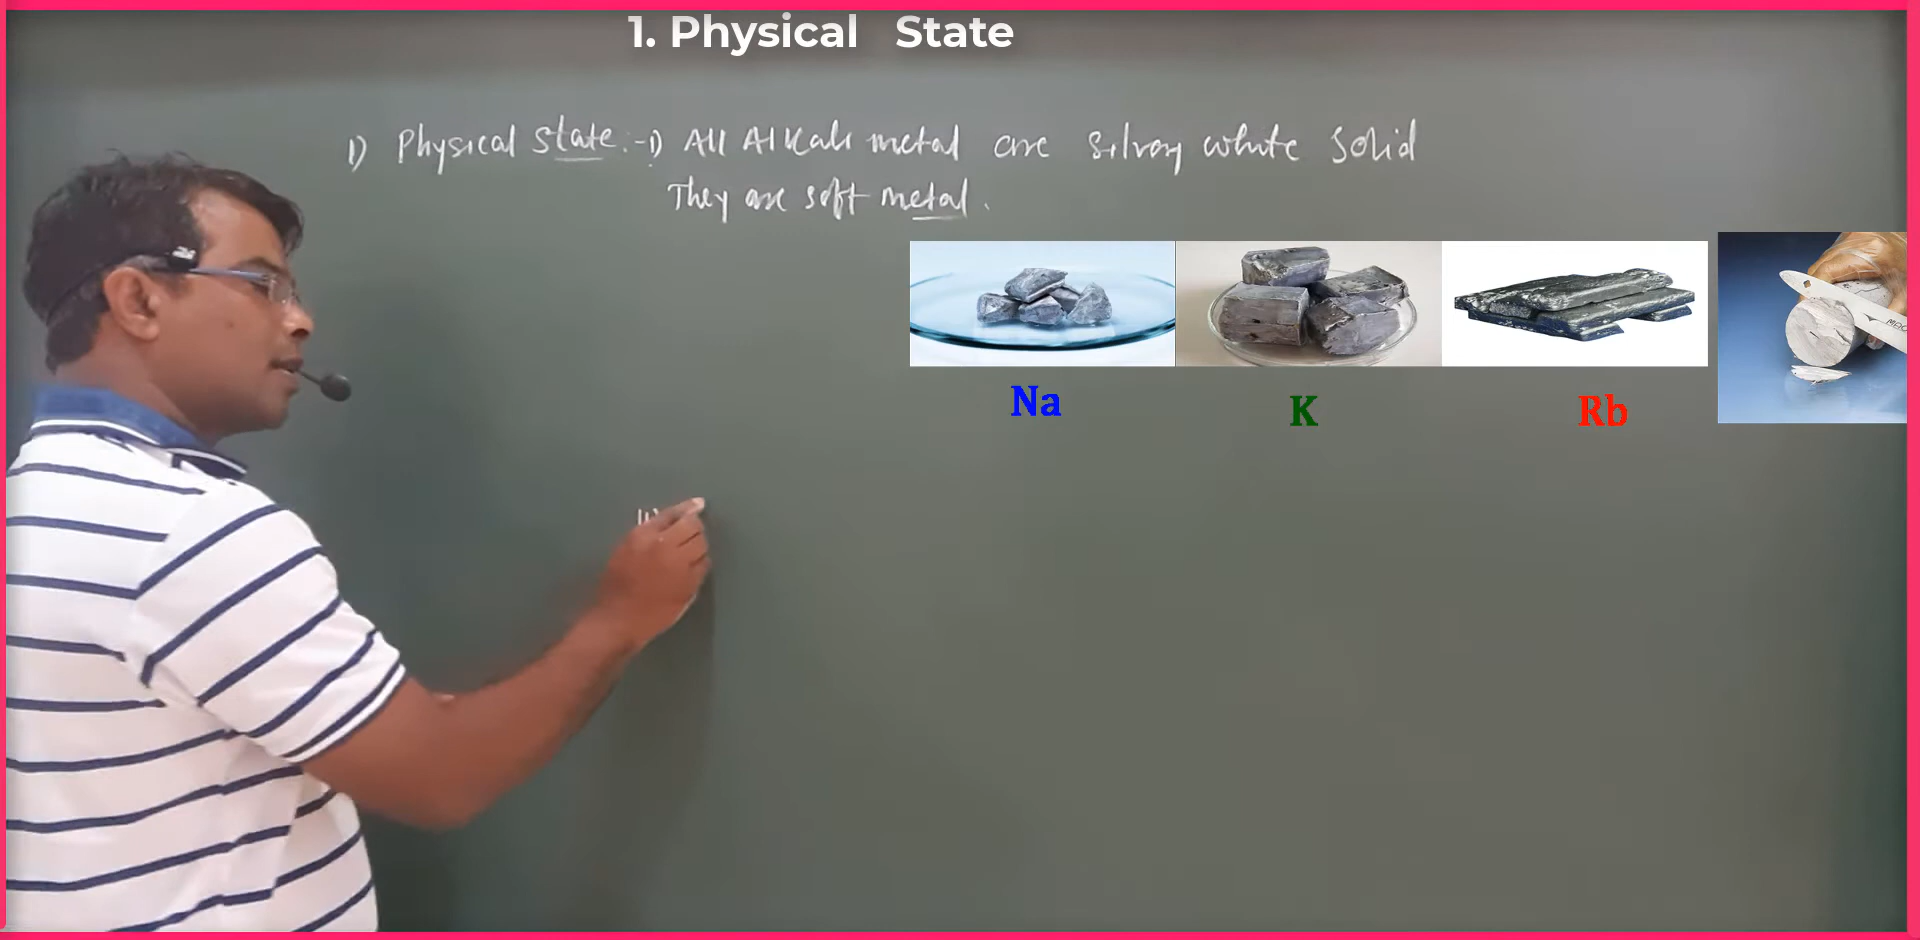 1. Physical State
1) Physical state :- 1) All Alkali metal are silvery white solid
They are soft metal.
Na
K
Rb